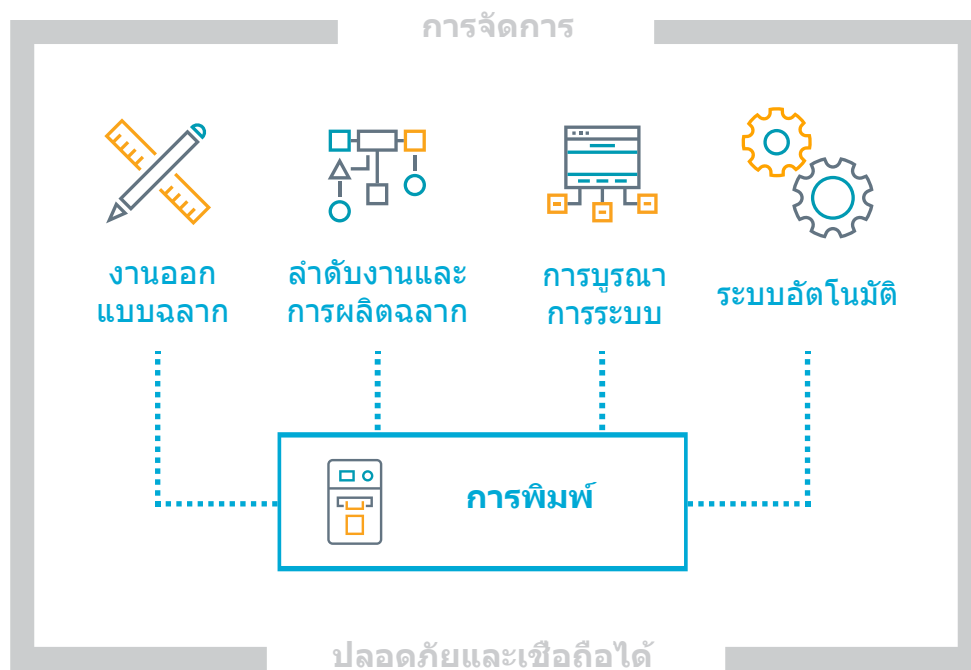 การจัดการ
งานออก
แบบฉลาก
ลำดับงานและ
การผลิตฉลาก
การบูรณา
การระบบ
ระบบอัตโนมัติ
การพิมพ์
ปลอดภัยและเชื่อถือได้